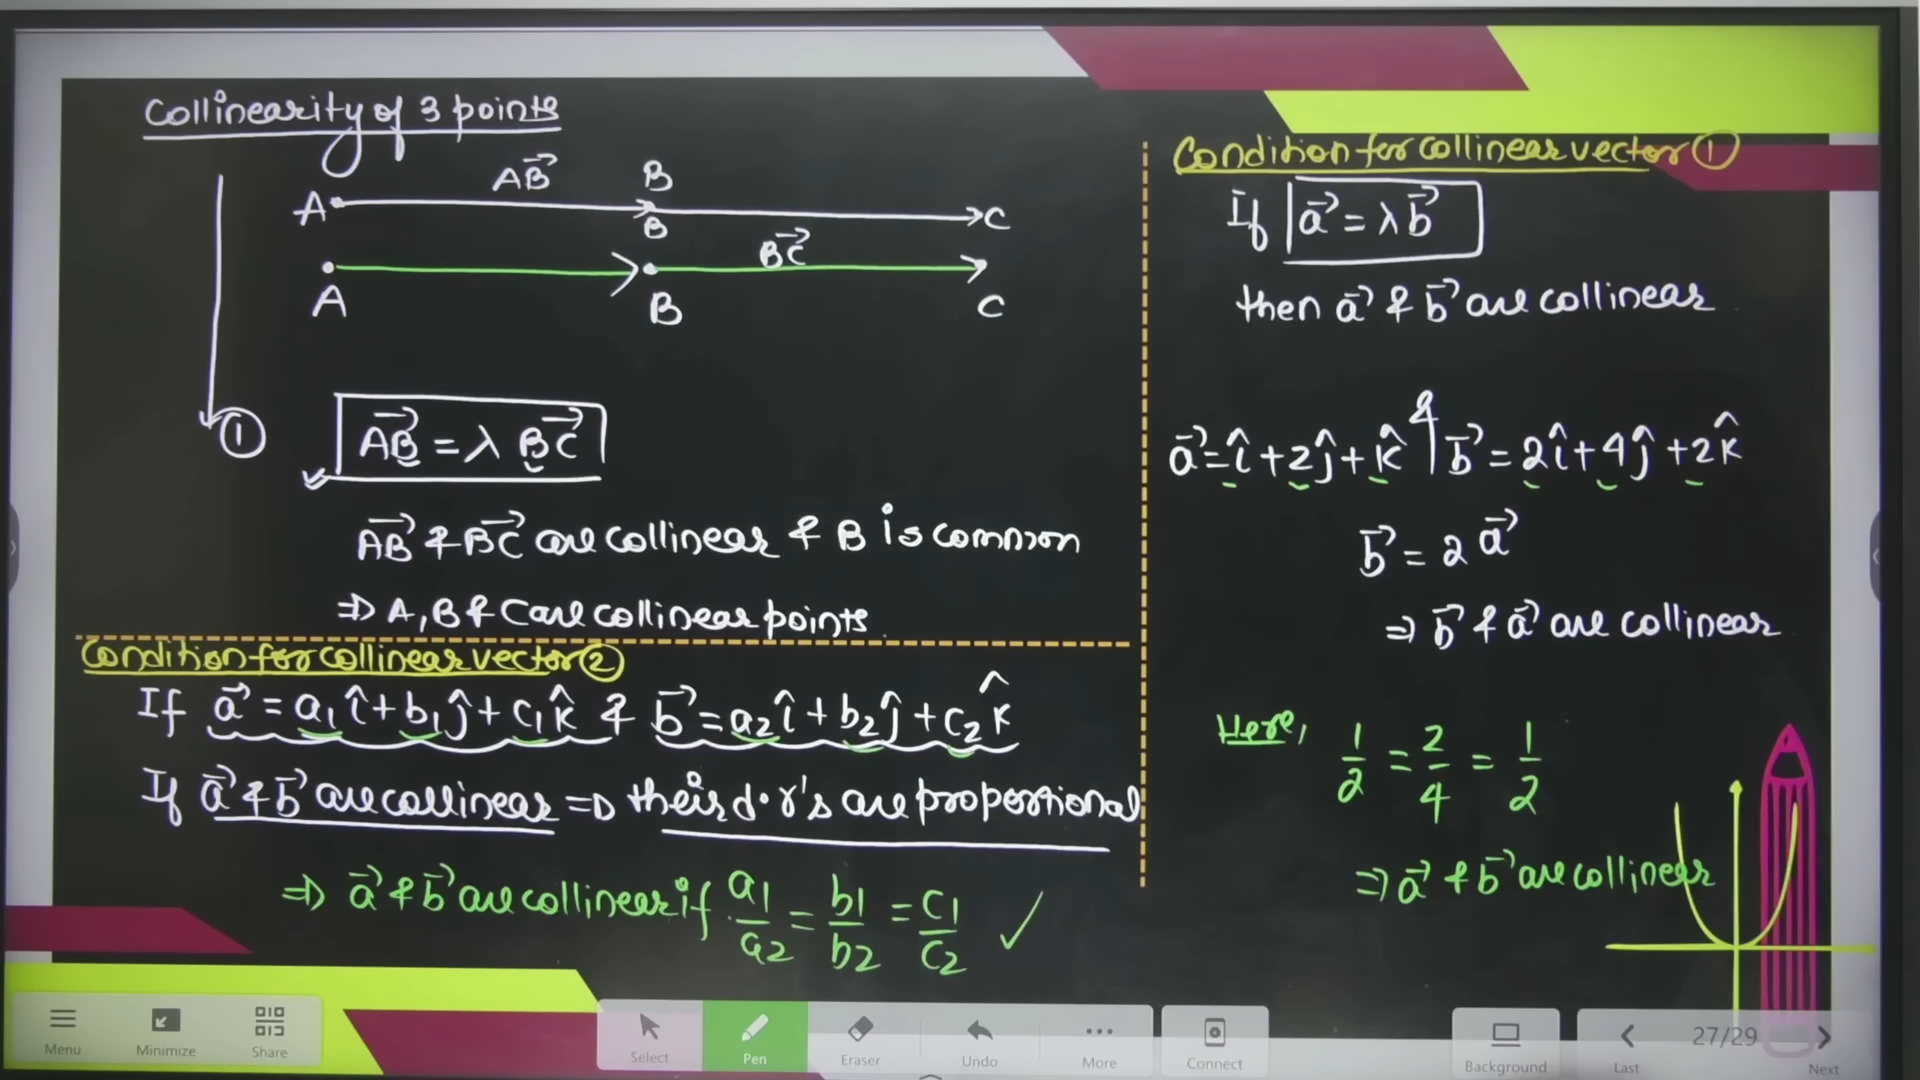 Collinearity of 3 points
AB⃗ B
A B C
BC⃗
A B C
① AB⃗ = λ BC⃗
AB⃗ & BC⃗ are collinear & B is common
⇒ A, B & C are collinear points
Condition for collinear vector ②
If a⃗ = a₁î + b₁ĵ + c₁k̂ & b⃗ = a₂î + b₂ĵ + c₂k̂
If a⃗ & b⃗ are collinear ⇒ their d.r's are proportional
⇒ a⃗ & b⃗ are collinear if a₁/a₂ = b₁/b₂ = c₁/c₂ ✓
Condition for collinear vector ①
If a⃗ = λ b⃗
then a⃗ & b⃗ are collinear
a⃗ = î + 2ĵ + k̂ & b⃗ = 2î + 4ĵ + 2k̂
b⃗ = 2 a⃗
⇒ b⃗ & a⃗ are collinear
Here, 1/2 = 2/4 = 1/2
⇒ a⃗ & b⃗ are collinear
Menu Minimize Share Select Pen Eraser Undo More Connect Background Last 27/29 Next